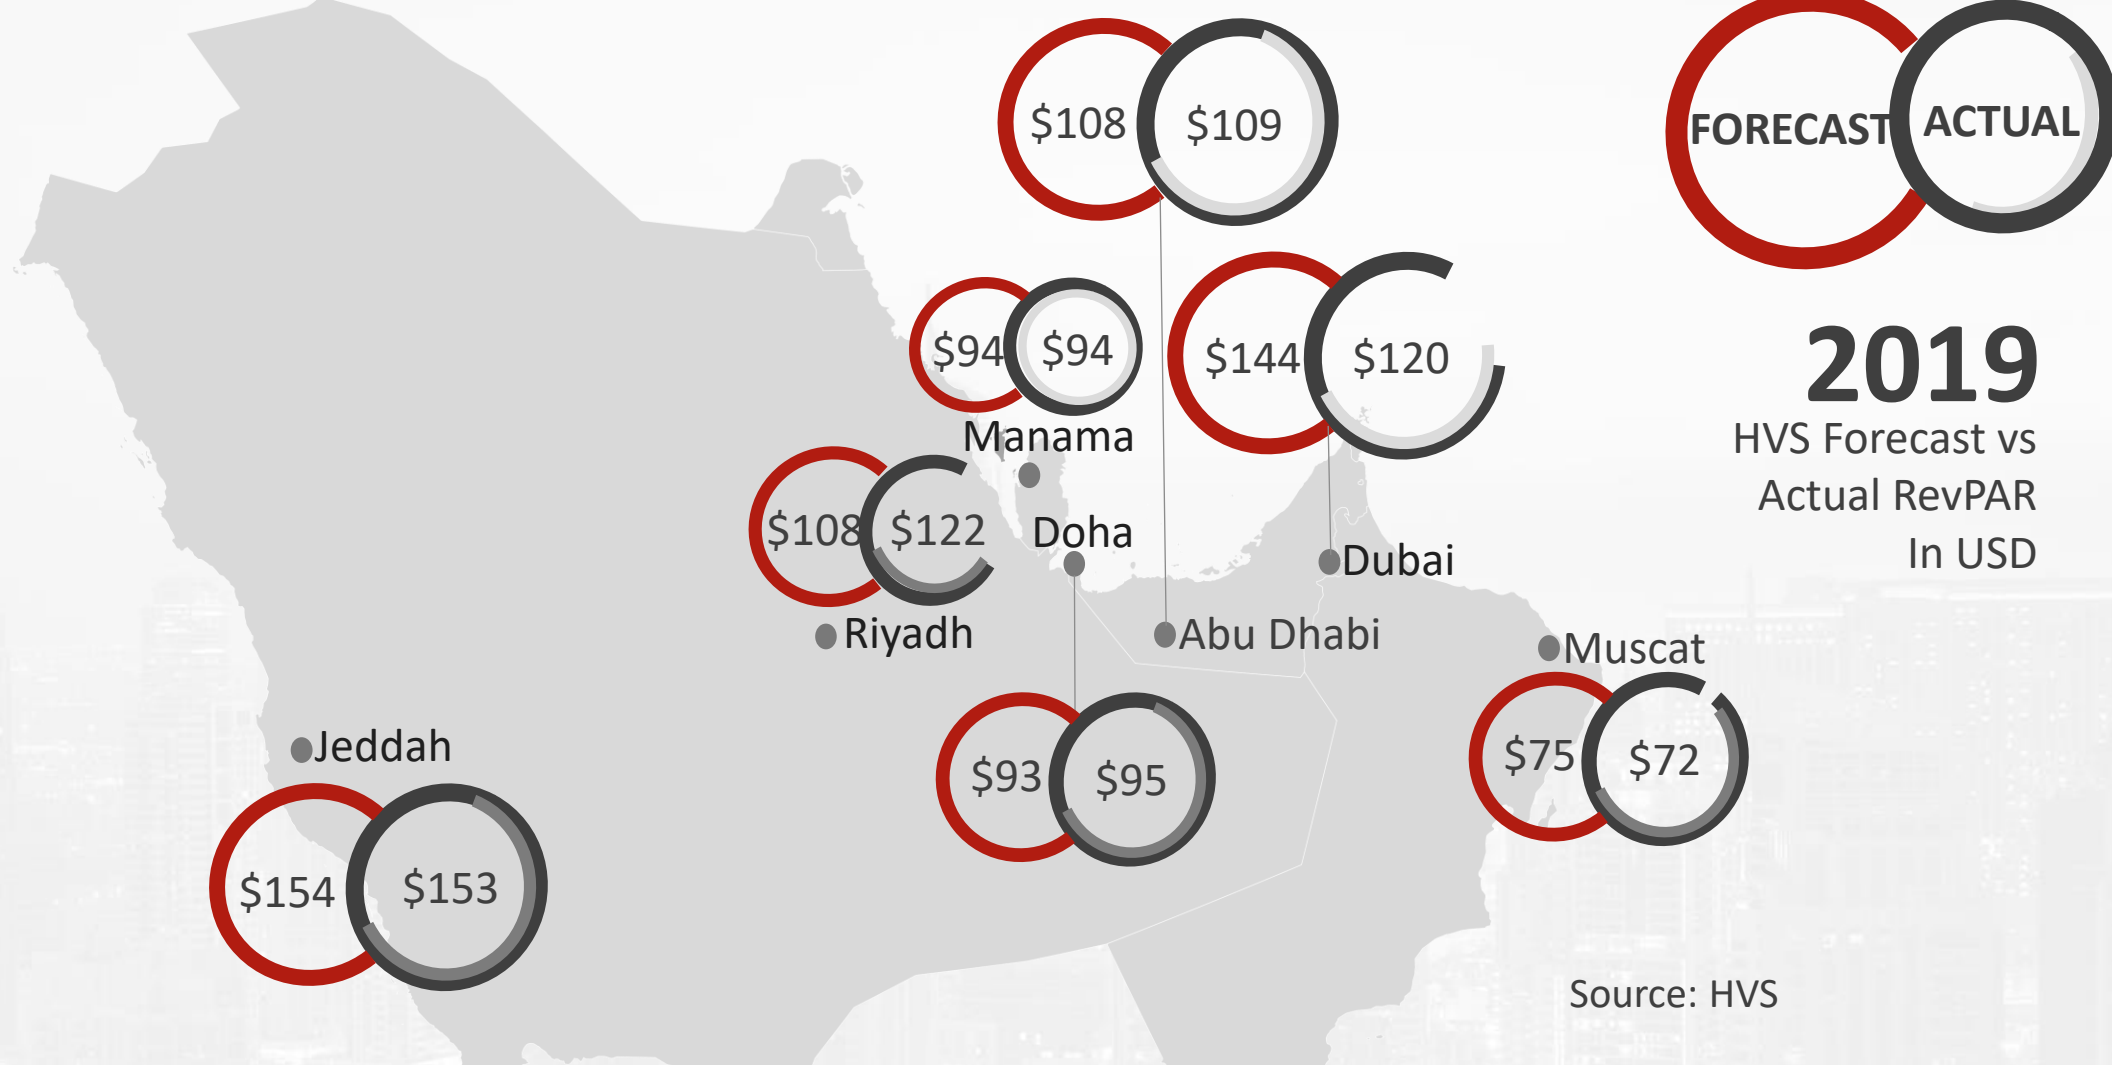 FORECAST
ACTUAL
2019
HVS Forecast vs
Actual RevPAR
In USD
$108
$109
$94
$94
Manama
$144
$120
$108
$122
Riyadh
Doha
Dubai
Abu Dhabi
Muscat
$75
$72
$93
$95
Jeddah
$154
$153
Source: HVS